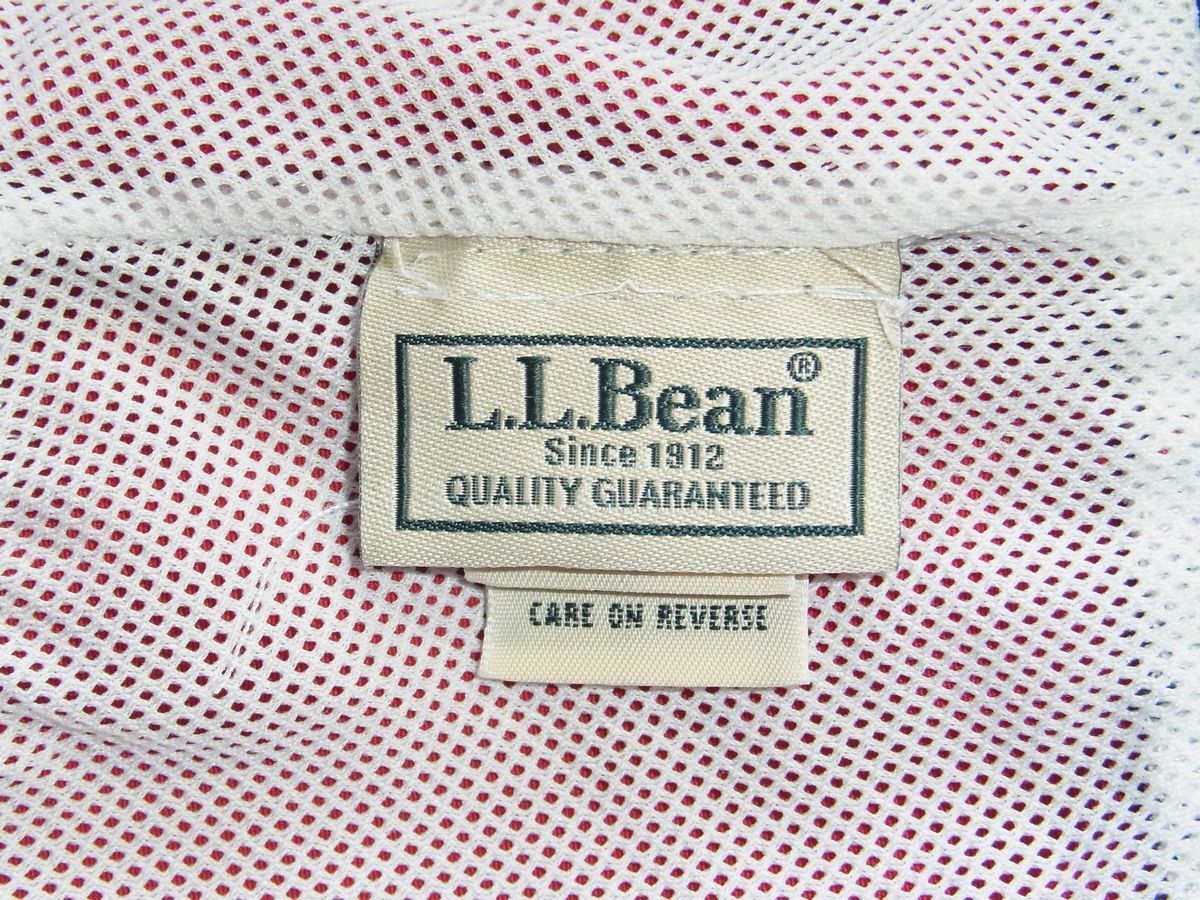 L.L.Bean®
Since 1912
QUALITY GUARANTEED
CARE ON REVERSE